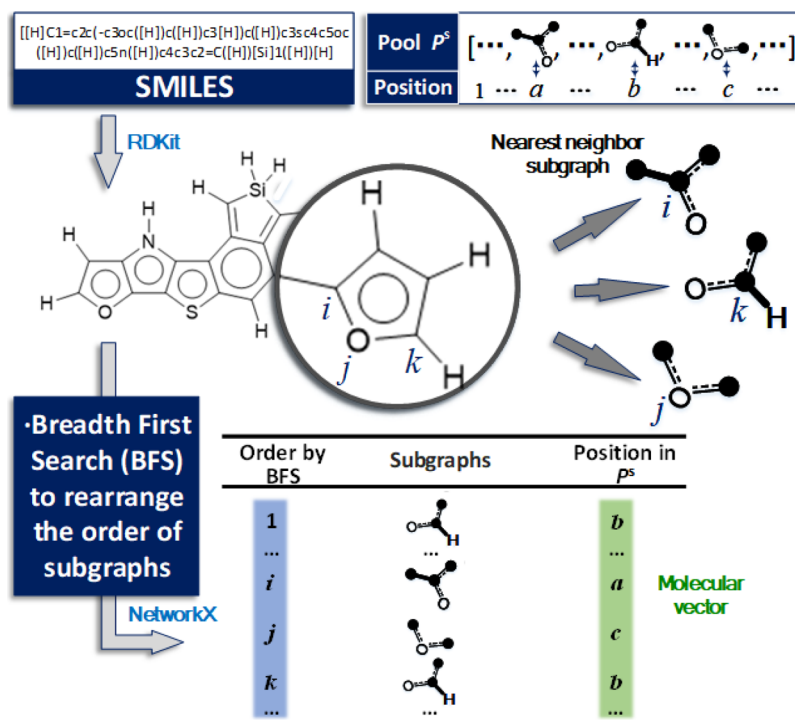 [[H]C1=c2c(-c3oc([H])c([H])c3[H])c([H])c3sc4c5oc
([H])c([H])c5n([H])c4c3c2=C([H])[Si]1([H])[H]
SMILES
Pool Pˢ [···, O, ···, O H, ···, O, ···]
Position 1 ··· a ··· b ··· c ···
RDKit
Nearest neighbor
subgraph
H H
Si
H
H
N
H
H
O
S
H
H
H
O
H
i
j
k
i
O
O
k
H
j
O
·Breadth First
Search (BFS)
to rearrange
the order of
subgraphs
NetworkX
Order by
BFS
Subgraphs
Position in
Pˢ
1 O H b
... ... ...
i O a
j O c
k O H b
... ... ...
Molecular
vector